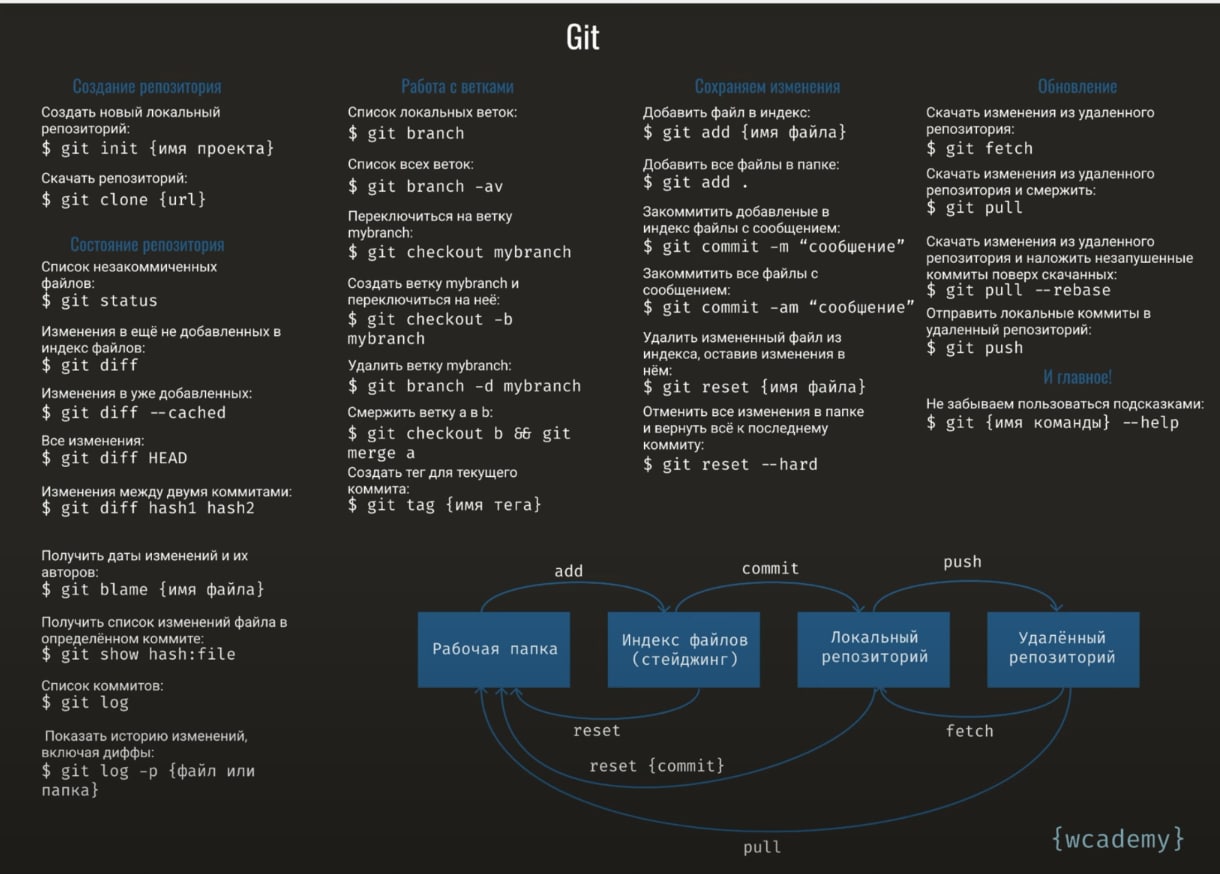 Git
Создание репозитория
Создать новый локальный
репозиторий:
$ git init {имя проекта}
Скачать репозиторий:
$ git clone {url}
Состояние репозитория
Список незакоммиченных
файлов:
$ git status
Изменения в ещё не добавленных в
индекс файлов:
$ git diff
Изменения в уже добавленных:
$ git diff --cached
Все изменения:
$ git diff HEAD
Изменения между двумя коммитами:
$ git diff hash1 hash2
Получить даты изменений и их
авторов:
$ git blame {имя файла}
Получить список изменений файла в
определённом коммите:
$ git show hash:file
Список коммитов:
$ git log
Показать историю изменений,
включая диффы:
$ git log -p {файл или
папка}
Работа с ветками
Список локальных веток:
$ git branch
Список всех веток:
$ git branch -av
Переключиться на ветку
mybranch:
$ git checkout mybranch
Создать ветку mybranch и
переключиться на неё:
$ git checkout -b
mybranch
Удалить ветку mybranch:
$ git branch -d mybranch
Смержить ветку a в b:
$ git checkout b && git
merge a
Создать тег для текущего
коммита:
$ git tag {имя тега}
Сохраняем изменения
Добавить файл в индекс:
$ git add {имя файла}
Добавить все файлы в папке:
$ git add .
Закоммитить добавленые в
индекс файлы с сообщением:
$ git commit -m “сообщение”
Закоммитить все файлы с
сообщением:
$ git commit -am “сообщение”
Удалить измененный файл из
индекса, оставив изменения в
нём:
$ git reset {имя файла}
Отменить все изменения в папке
и вернуть всё к последнему
коммиту:
$ git reset --hard
Обновление
Скачать изменения из удаленного
репозитория:
$ git fetch
Скачать изменения из удаленного
репозитория и смержить:
$ git pull
Скачать изменения из удаленного
репозитория и наложить незапушенные
коммиты поверх скачанных:
$ git pull --rebase
Отправить локальные коммиты в
удаленный репозиторий:
$ git push
И главное!
Не забываем пользоваться подсказками:
$ git {имя команды} --help
add
commit
push
Рабочая папка
Индекс файлов
(стейджинг)
Локальный
репозиторий
Удалённый
репозиторий
reset
fetch
reset {commit}
pull
{wcademy}